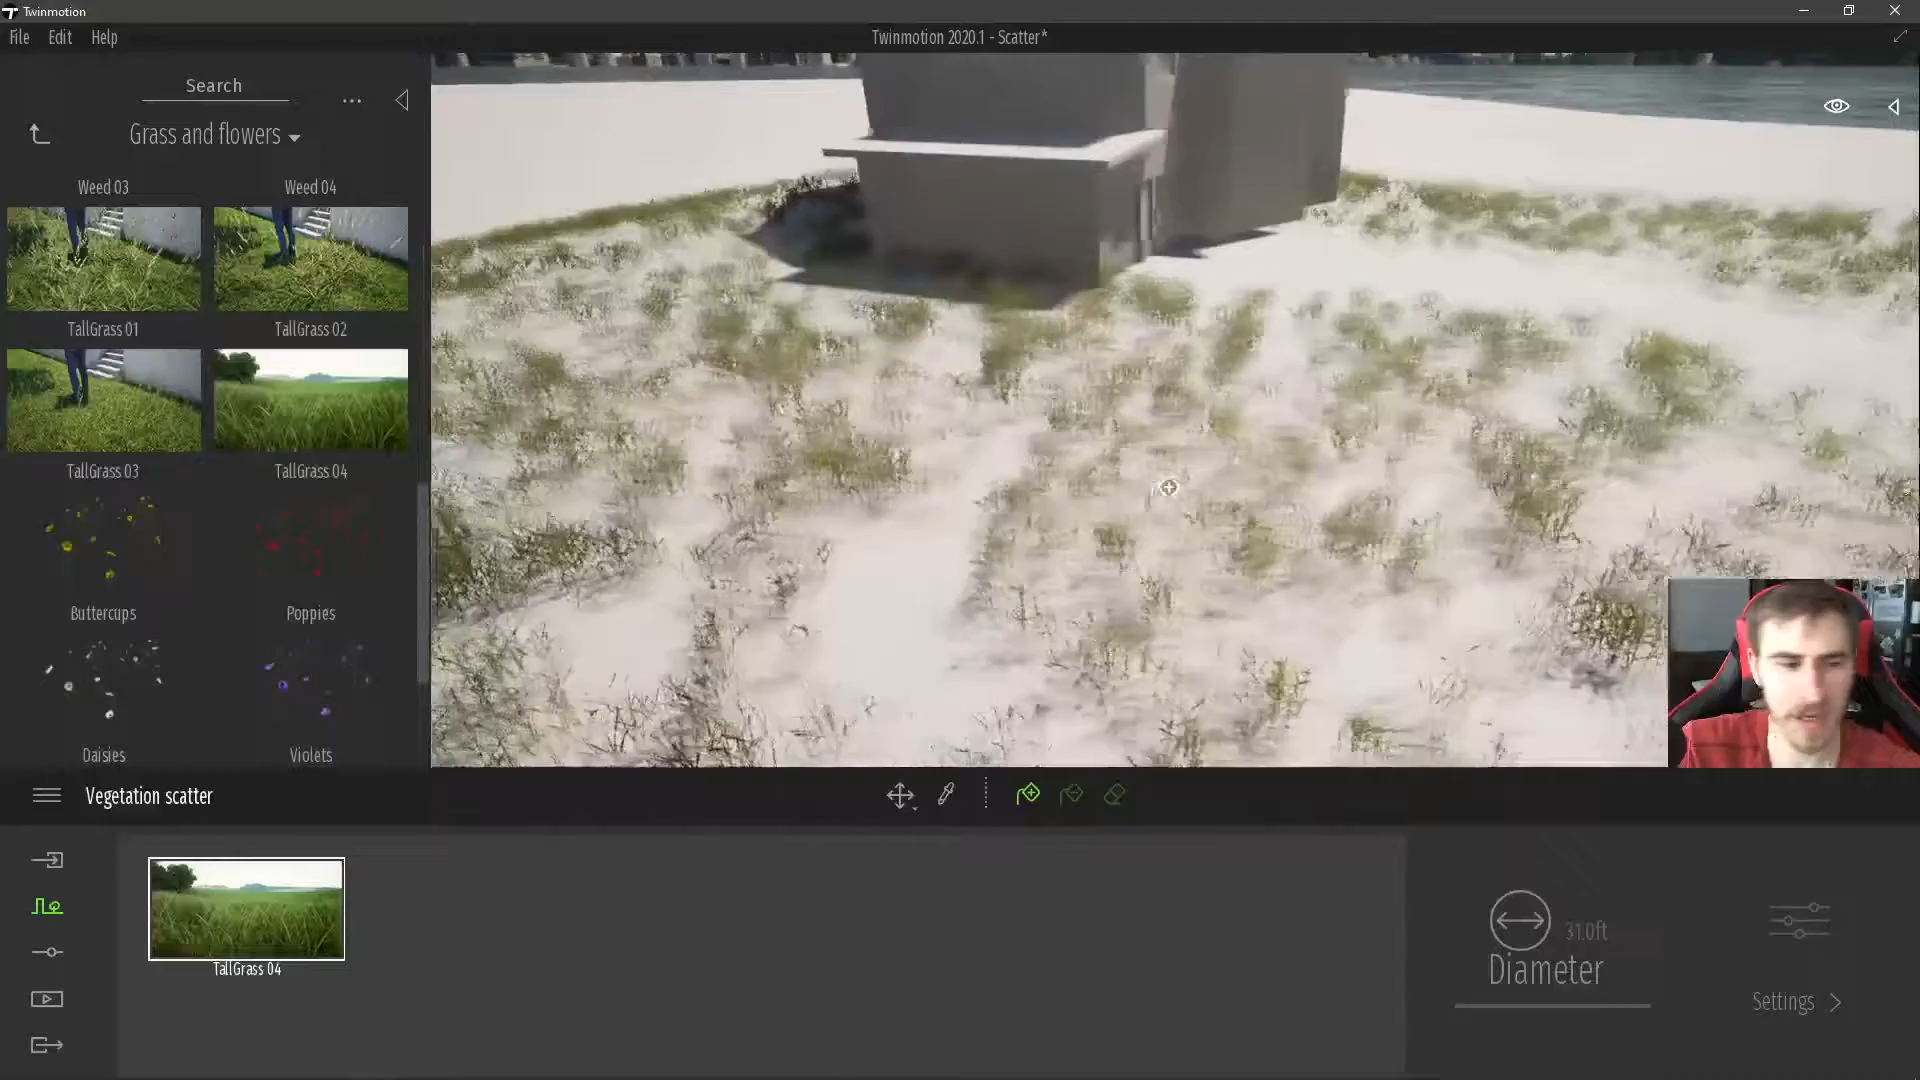 Twinmotion
File Edit Help
Twinmotion 2020.1 - Scatter*
Search
...
Grass and flowers
Weed 03 Weed 04
TallGrass 01 TallGrass 02
TallGrass 03 TallGrass 04
Buttercups Poppies
Daisies Violets
Vegetation scatter
TallGrass 04
31.0ft
Diameter
Settings